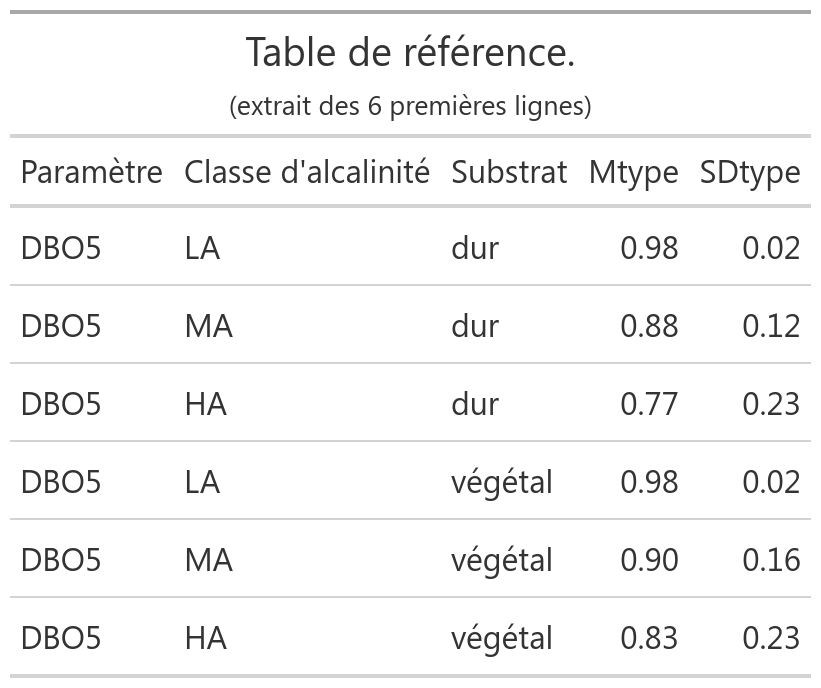 Table de référence.
(extrait des 6 premières lignes)
Paramètre Classe d'alcalinité Substrat Mtype SDtype
DBO5 LA dur 0.98 0.02
DBO5 MA dur 0.88 0.12
DBO5 HA dur 0.77 0.23
DBO5 LA végétal 0.98 0.02
DBO5 MA végétal 0.90 0.16
DBO5 HA végétal 0.83 0.23